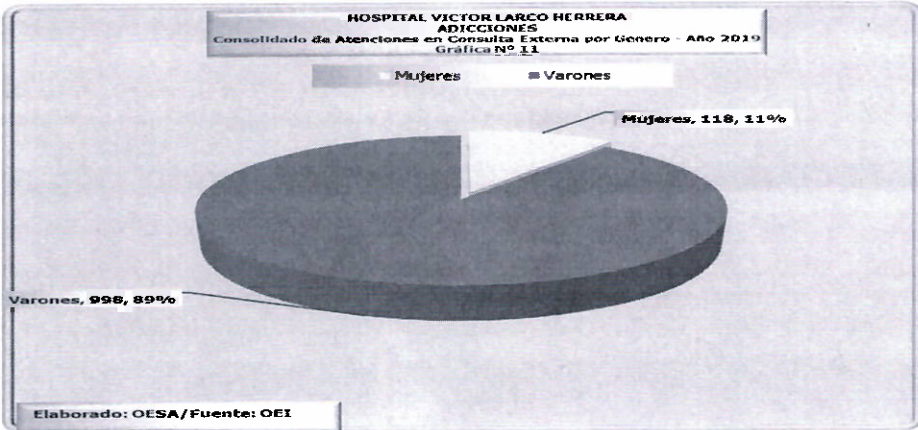 HOSPITAL VICTOR LARCO HERRERA
ADICCIONES
Consolidado de Atenciones en Consulta Externa por Genero - Año 2019
Gráfica Nº 11
Mujeres Varones
Mujeres, 118, 11%
Varones, 998, 89%
Elaborado: OESA/Fuente: OEI